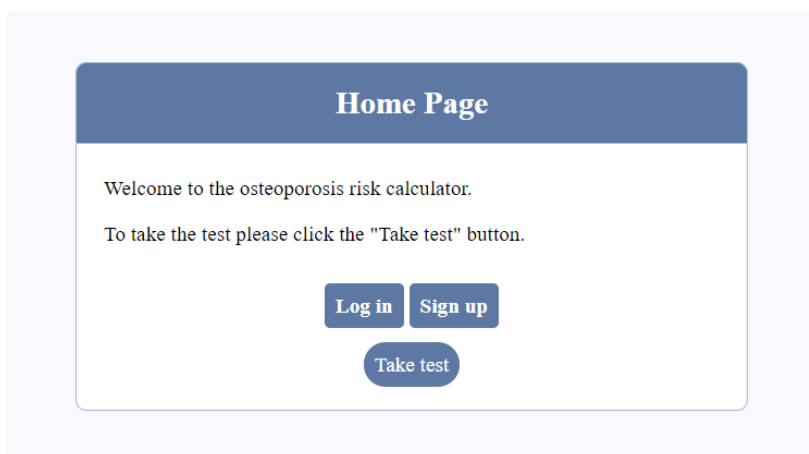 Home Page
Welcome to the osteoporosis risk calculator.
To take the test please click the "Take test" button.
Log in Sign up
Take test